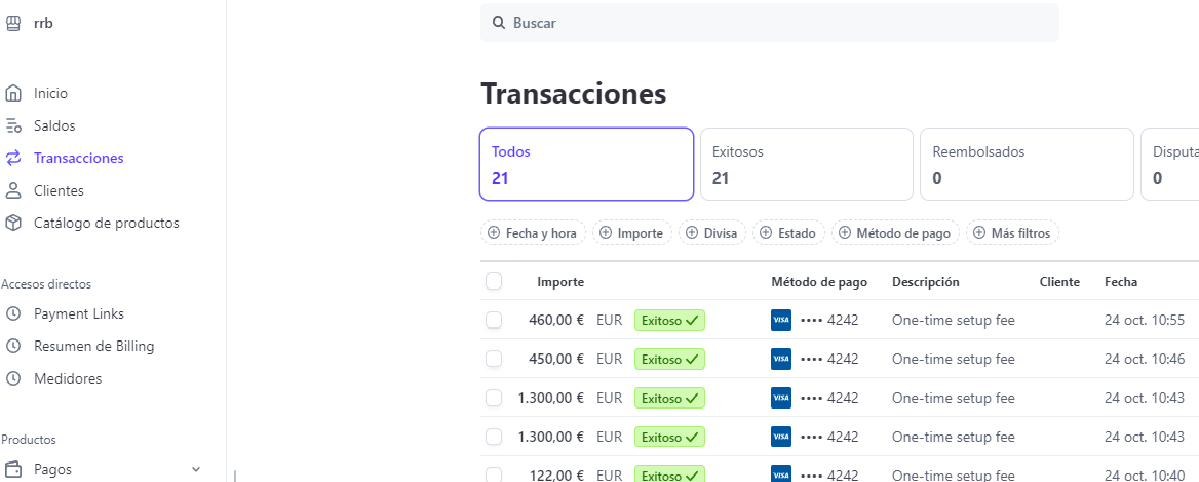 rrb
Buscar
Inicio
Saldos
Transacciones
Clientes
Catálogo de productos
Accesos directos
Payment Links
Resumen de Billing
Medidores
Productos
Pagos
Transacciones
Todos
21
Exitosos
21
Reembolsados
0
Disputa
0
Fecha y hora Importe Divisa Estado Método de pago Más filtros
Importe Método de pago Descripción Cliente Fecha
460,00 € EUR Exitoso VISA •••• 4242 One-time setup fee 24 oct. 10:55
450,00 € EUR Exitoso VISA •••• 4242 One-time setup fee 24 oct. 10:46
1.300,00 € EUR Exitoso VISA •••• 4242 One-time setup fee 24 oct. 10:43
1.300,00 € EUR Exitoso VISA •••• 4242 One-time setup fee 24 oct. 10:43
122,00 € EUR Exitoso VISA •••• 4242 One-time setup fee 24 oct. 10:40